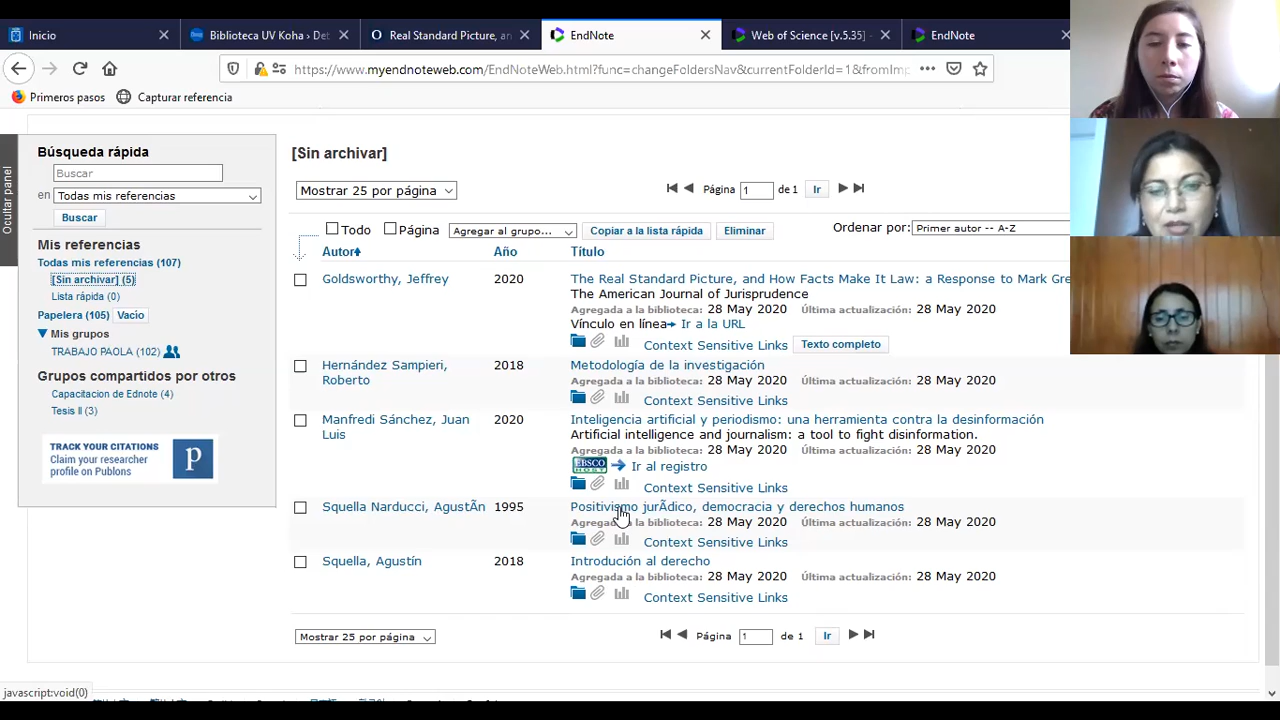 Inicio
Biblioteca UV Koha › Det
Real Standard Picture, an
EndNote
Web of Science [v.5.35]
EndNote
https://www.myendnoteweb.com/EndNoteWeb.html?func=changeFoldersNav&currentFolderId=1&fromImp
Primeros pasos
Capturar referencia
Ocultar panel
Búsqueda rápida
Buscar
en Todas mis referencias
Buscar
Mis referencias
Todas mis referencias (107)
[Sin archivar] (5)
Lista rápida (0)
Papelera (105) Vacío
Mis grupos
TRABAJO PAOLA (102)
Grupos compartidos por otros
Capacitacion de Ednote (4)
Tesis II (3)
TRACK YOUR CITATIONS
Claim your researcher
profile on Publons
p
[Sin archivar]
Mostrar 25 por página
Página 1 de 1 Ir
Todo Página Agregar al grupo... Copiar a la lista rápida Eliminar
Ordenar por: Primer autor -- A-Z
Autor Año Título
Goldsworthy, Jeffrey 2020 The Real Standard Picture, and How Facts Make It Law: a Response to Mark Gre
The American Journal of Jurisprudence
Agregada a la biblioteca: 28 May 2020 Última actualización: 28 May 2020
Vínculo en línea Ir a la URL
Context Sensitive Links Texto completo
Hernández Sampieri, Roberto 2018 Metodología de la investigación
Agregada a la biblioteca: 28 May 2020 Última actualización: 28 May 2020
Context Sensitive Links
Manfredi Sánchez, Juan Luis 2020 Inteligencia artificial y periodismo: una herramienta contra la desinformación
Artificial intelligence and journalism: a tool to fight disinformation.
Agregada a la biblioteca: 28 May 2020 Última actualización: 28 May 2020
EBSCO HOST Ir al registro
Context Sensitive Links
Squella Narducci, AgustÃn 1995 Positivismo jurÃdico, democracia y derechos humanos
Agregada a la biblioteca: 28 May 2020 Última actualización: 28 May 2020
Context Sensitive Links
Squella, Agustín 2018 Introdución al derecho
Agregada a la biblioteca: 28 May 2020 Última actualización: 28 May 2020
Context Sensitive Links
Mostrar 25 por página
Página 1 de 1 Ir
javascript:void(0)